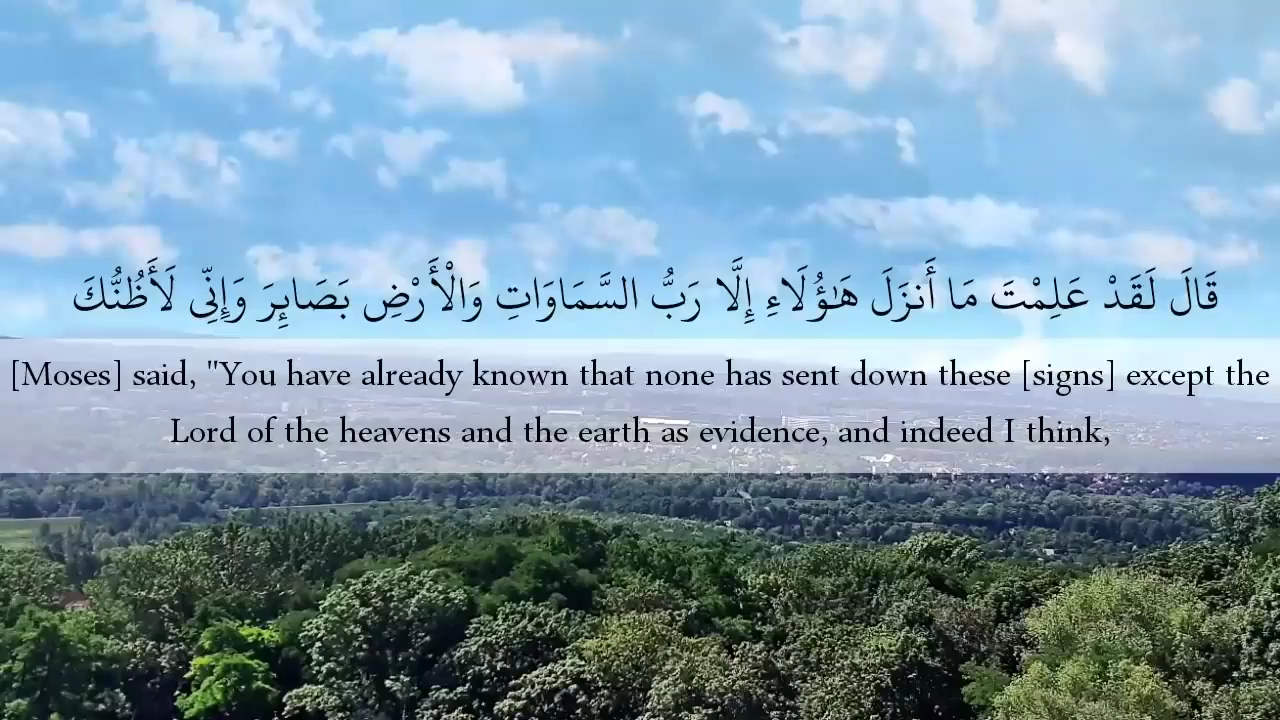 قَالَ لَقَدْ عَلِمْتَ مَا أَنزَلَ هَٰؤُلَاءِ إِلَّا رَبُّ السَّمَاوَاتِ وَالْأَرْضِ بَصَائِرَ وَإِنِّي لَأَظُنُّكَ
[Moses] said, "You have already known that none has sent down these [signs] except the
Lord of the heavens and the earth as evidence, and indeed I think,